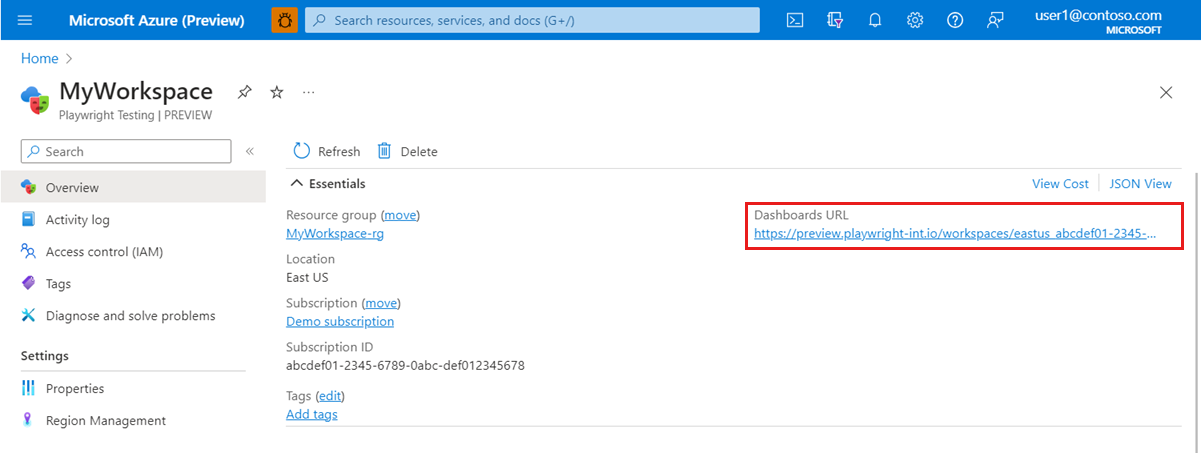 Microsoft Azure (Preview)
Search resources, services, and docs (G+/)
user1@contoso.com
MICROSOFT
Home
MyWorkspace
Playwright Testing | PREVIEW
Search
Refresh
Delete
Overview
Activity log
Access control (IAM)
Tags
Diagnose and solve problems
Settings
Properties
Region Management
Essentials
View Cost
JSON View
Resource group (move)
MyWorkspace-rg
Location
East US
Subscription (move)
Demo subscription
Subscription ID
abcdef01-2345-6789-0abc-def012345678
Tags (edit)
Add tags
Dashboards URL
https://preview.playwright-int.io/workspaces/eastus_abcdef01-2345-...